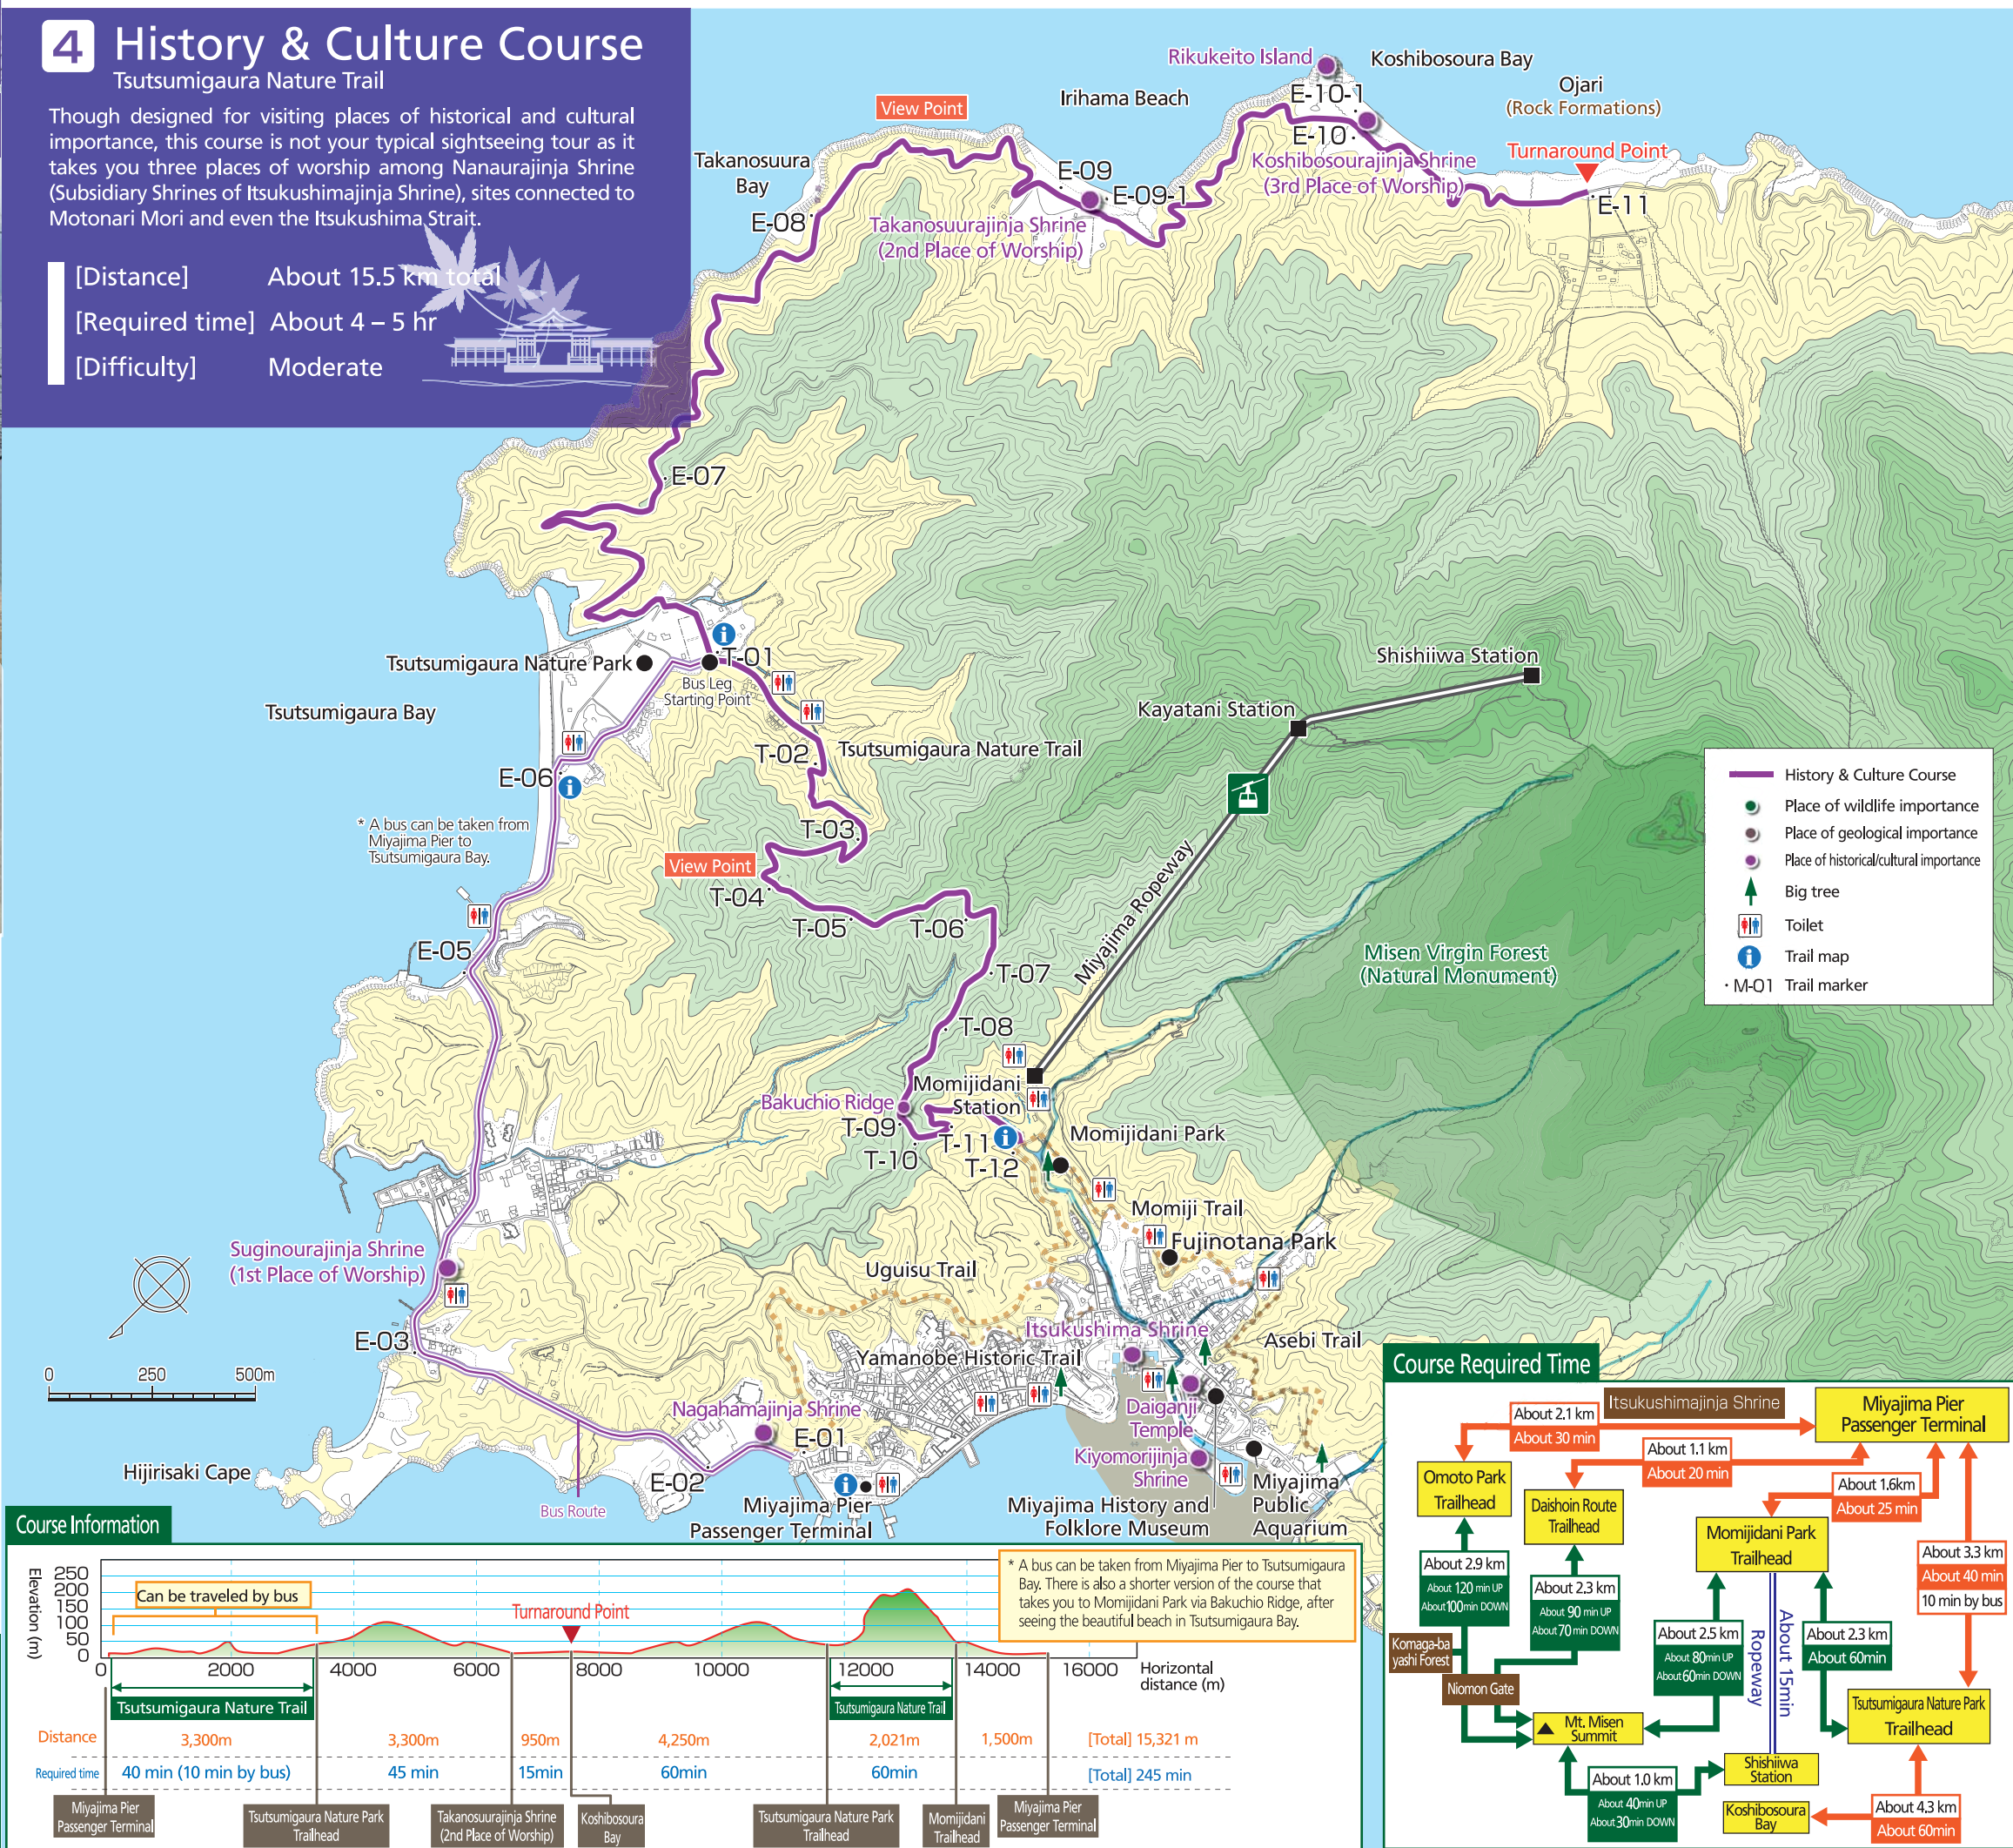 4 History & Culture Course
Tsutsumigaura Nature Trail
Though designed for visiting places of historical and cultural
importance, this course is not your typical sightseeing tour as it
takes you three places of worship among Nanaurajinja Shrine
(Subsidiary Shrines of Itsukushimajinja Shrine), sites connected to
Motonari Mori and even the Itsukushima Strait.
[Distance] About 15.5 km total
[Required time] About 4 – 5 hr
[Difficulty] Moderate
Rikukeito Island
Koshibosoura Bay
Ojari
(Rock Formations)
Irihama Beach
View Point
E-10-1
E-10
Turnaround Point
Takanosuura
Bay
E-09
E-09-1
Koshibosourajinja Shrine
(3rd Place of Worship)
E-11
E-08
Takanosuurajinja Shrine
(2nd Place of Worship)
E-07
T-01
Tsutsumigaura Nature Park
Bus Leg
Starting Point
Tsutsumigaura Bay
Shishiiwa Station
Kayatani Station
T-02
Tsutsumigaura Nature Trail
E-06
* A bus can be taken from
Miyajima Pier to
Tsutsumigaura Bay.
T-03
View Point
T-04
T-05
T-06
Miyajima Ropeway
E-05
T-07
Misen Virgin Forest
(Natural Monument)
T-08
History & Culture Course
Place of wildlife importance
Place of geological importance
Place of historical/cultural importance
Big tree
Toilet
Trail map
M-01 Trail marker
Momijidani
Station
Bakuchio Ridge
T-09
T-10
T-11
T-12
Momijidani Park
Momiji Trail
Fujinotana Park
Suginourajinja Shrine
(1st Place of Worship)
Uguisu Trail
E-03
0 250 500m
Itsukushima Shrine
Asebi Trail
Yamanobe Historic Trail
Nagahamajinja Shrine
E-01
Daiganji
Temple
Kiyomorijinja
Shrine
Hijirisaki Cape
E-02
Bus Route
Miyajima Pier
Passenger Terminal
Miyajima History and
Folklore Museum
Miyajima
Public
Aquarium
Course Information
Elevation (m)
250
200
150
100
50
0
Can be traveled by bus
Turnaround Point
* A bus can be taken from Miyajima Pier to Tsutsumigaura
Bay. There is also a shorter version of the course that
takes you to Momijidani Park via Bakuchio Ridge, after
seeing the beautiful beach in Tsutsumigaura Bay.
0 2000 4000 6000 8000 10000 12000 14000 16000 Horizontal
distance (m)
Tsutsumigaura Nature Trail
Tsutsumigaura Nature Trail
Distance 3,300m 3,300m 950m 4,250m 2,021m 1,500m [Total] 15,321 m
Required time 40 min (10 min by bus) 45 min 15min 60min 60min [Total] 245 min
Miyajima Pier
Passenger Terminal
Tsutsumigaura Nature Park
Trailhead
Takanosuurajinja Shrine
(2nd Place of Worship)
Koshibosoura
Bay
Tsutsumigaura Nature Park
Trailhead
Momijidani
Trailhead
Miyajima Pier
Passenger Terminal
Course Required Time
Itsukushimajinja Shrine
Miyajima Pier
Passenger Terminal
About 2.1 km
About 30 min
About 1.1 km
About 20 min
About 1.6km
About 25 min
Omoto Park
Trailhead
Daishoin Route
Trailhead
Momijidani Park
Trailhead
About 3.3 km
About 40 min
10 min by bus
About 2.9 km
About 120 min UP
About 100min DOWN
About 2.3 km
About 90 min UP
About 70 min DOWN
About 2.5 km
About 80min UP
About 60min DOWN
About 15min
Ropeway
About 2.3 km
About 60min
Komaga-ba
yashi Forest
Niomon Gate
Mt. Misen
Summit
Tsutsumigaura Nature Park
Trailhead
Shishiiwa
Station
About 1.0 km
About 40min UP
About 30min DOWN
Koshibosoura
Bay
About 4.3 km
About 60min